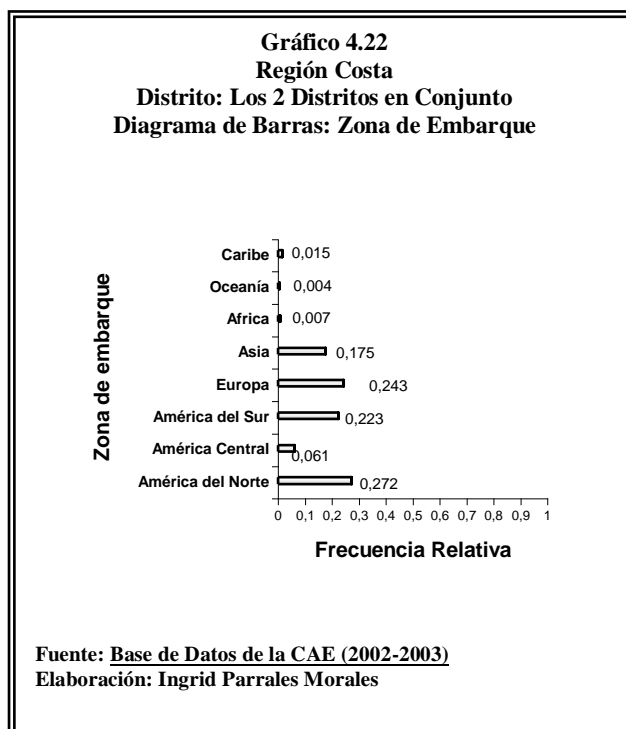 Gráfico 4.22
Región Costa
Distrito: Los 2 Distritos en Conjunto
Diagrama de Barras: Zona de Embarque
Zona de embarque
Caribe 0,015
Oceanía 0,004
Africa 0,007
Asia 0,175
Europa 0,243
América del Sur 0,223
América Central 0,061
América del Norte 0,272
0 0,1 0,2 0,3 0,4 0,5 0,6 0,7 0,8 0,9 1
Frecuencia Relativa
Fuente: Base de Datos de la CAE (2002-2003)
Elaboración: Ingrid Parrales Morales